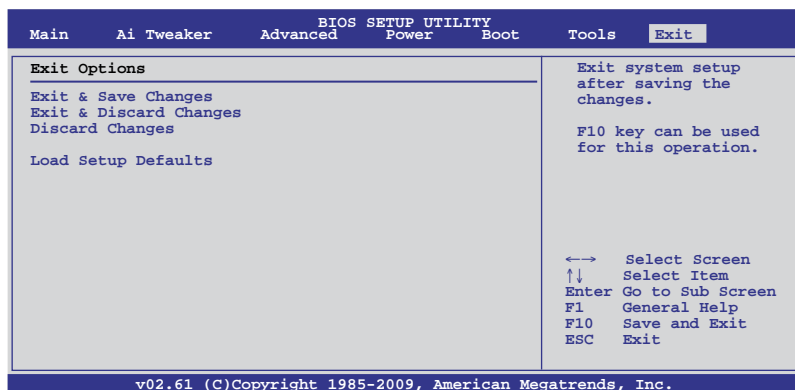 BIOS SETUP UTILITY
Main Ai Tweaker Advanced Power Boot Tools Exit
Exit Options
Exit & Save Changes
Exit & Discard Changes
Discard Changes
Load Setup Defaults
Exit system setup
after saving the
changes.
F10 key can be used
for this operation.
←→ Select Screen
↑↓ Select Item
Enter Go to Sub Screen
F1 General Help
F10 Save and Exit
ESC Exit
v02.61 (C)Copyright 1985-2009, American Megatrends, Inc.